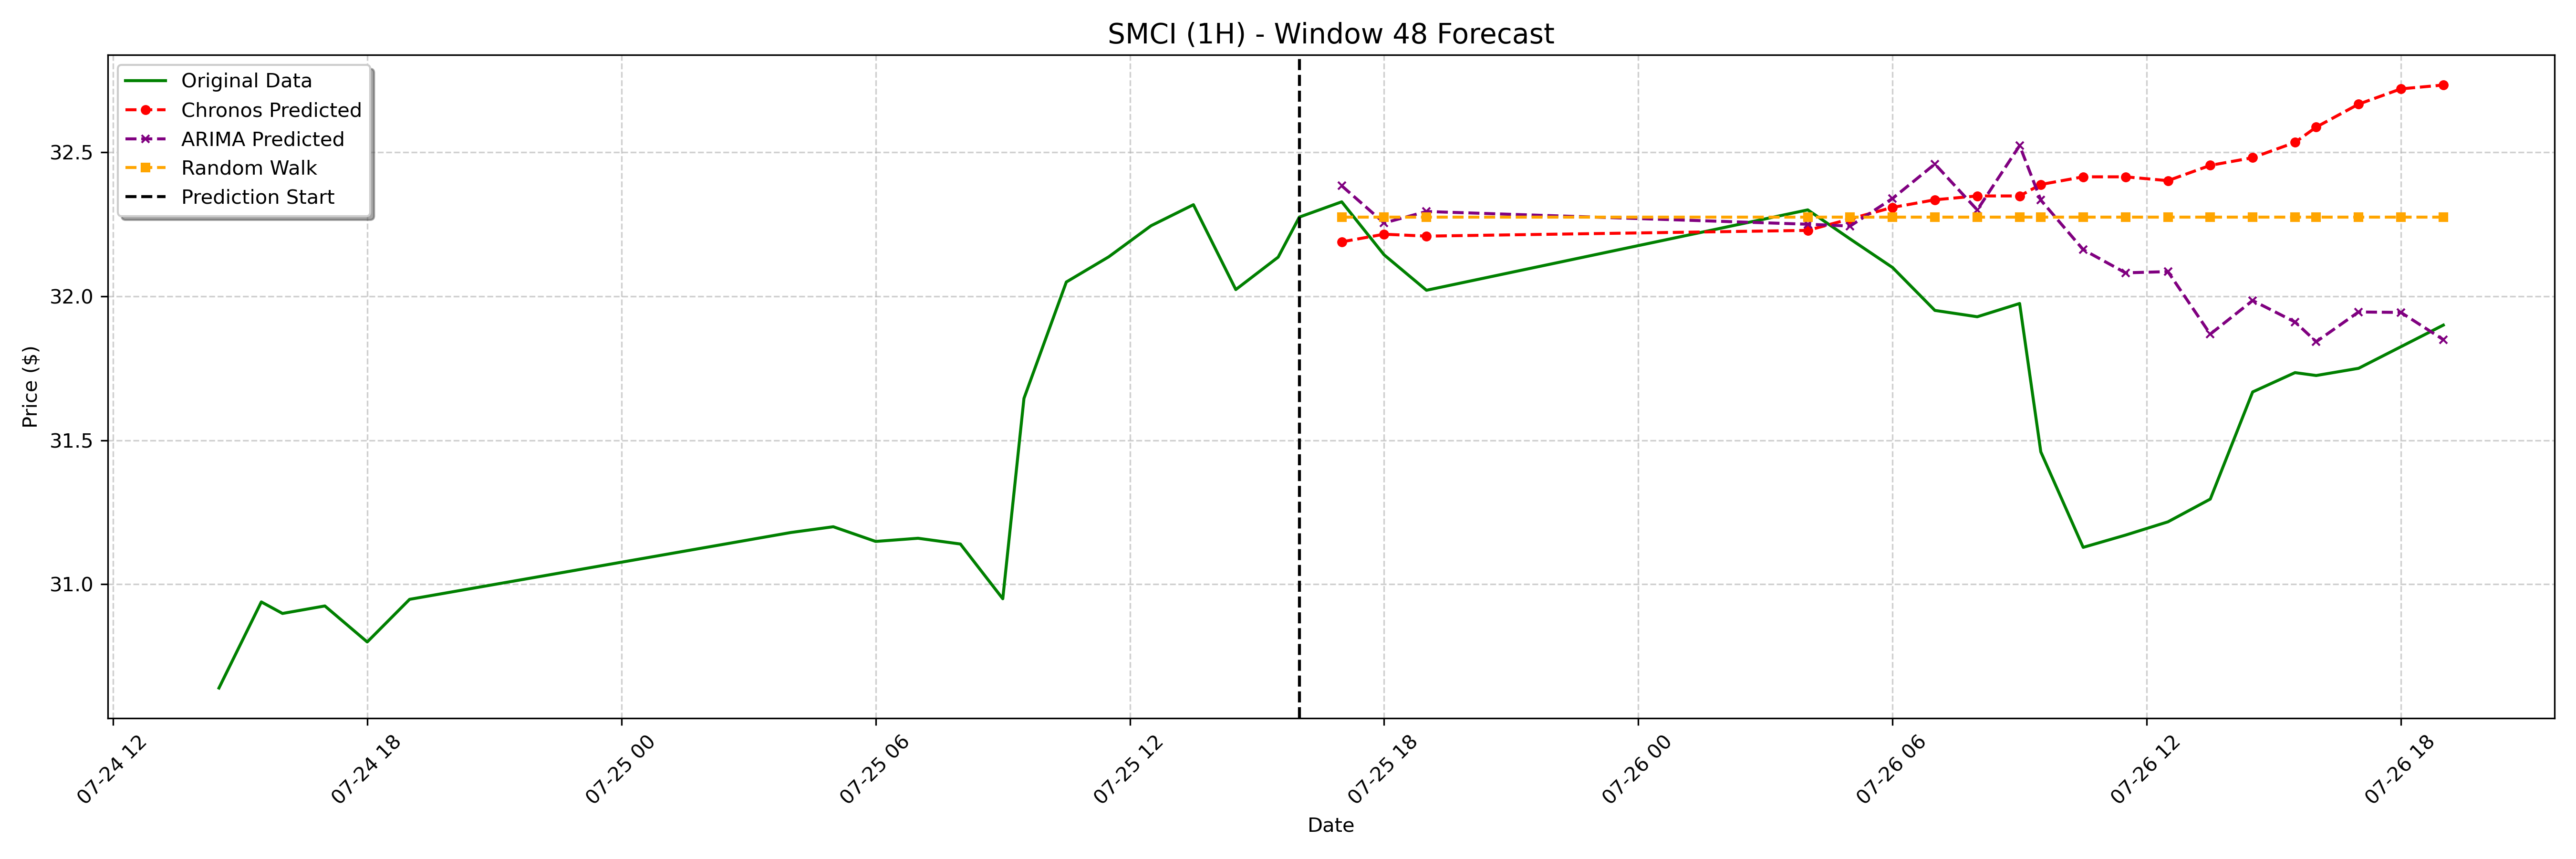 SMCI (1H) - Window 48 Forecast
Original Data
Chronos Predicted
ARIMA Predicted
Random Walk
Prediction Start
Price ($)
32.5
32.0
31.5
31.0
07-24 12
07-24 18
07-25 00
07-25 06
07-25 12
07-25 18
07-26 00
07-26 06
07-26 12
07-26 18
Date